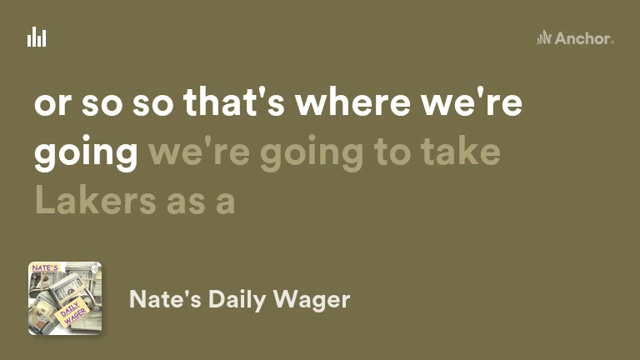 Anchor
or so so that's where we're
going we're going to take
Lakers as a
NATE'S
DAILY
WAGER
Nate's Daily Wager